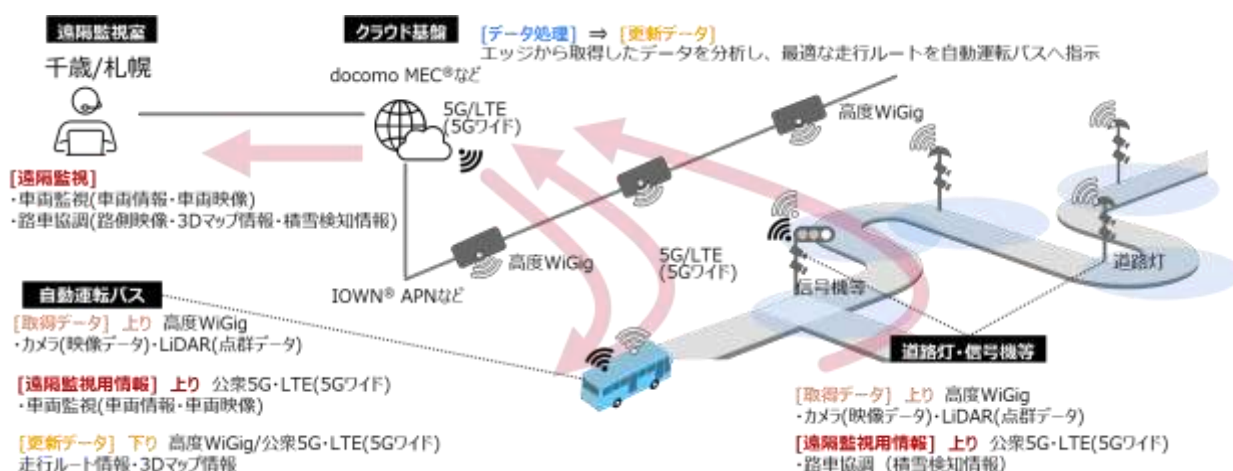 遠隔監視室
千歳/札幌
[遠隔監視]
・車両監視(車両情報・車両映像)
・路車協調(路側映像・3Dマップ情報・積雪検知情報)
クラウド基盤
docomo MEC®など
5G/LTE
(5Gワイド)
[データ処理] ⇒ [更新データ]
エッジから取得したデータを分析し、最適な走行ルートを自動運転バスへ指示
高度WiGig
高度WiGig
IOWN® APNなど
5G/LTE
(5Gワイド)
信号機等
道路灯
自動運転バス
[取得データ] 上り 高度WiGig
・カメラ(映像データ)・LiDAR(点群データ)
[遠隔監視用情報] 上り 公衆5G・LTE(5Gワイド)
・車両監視(車両情報・車両映像)
[更新データ] 下り 高度WiGig/公衆5G・LTE(5Gワイド)
走行ルート情報・3Dマップ情報
道路灯・信号機等
[取得データ] 上り 高度WiGig
・カメラ(映像データ)・LiDAR(点群データ)
[遠隔監視用情報] 上り 公衆5G・LTE(5Gワイド)
・路車協調（積雪検知情報）